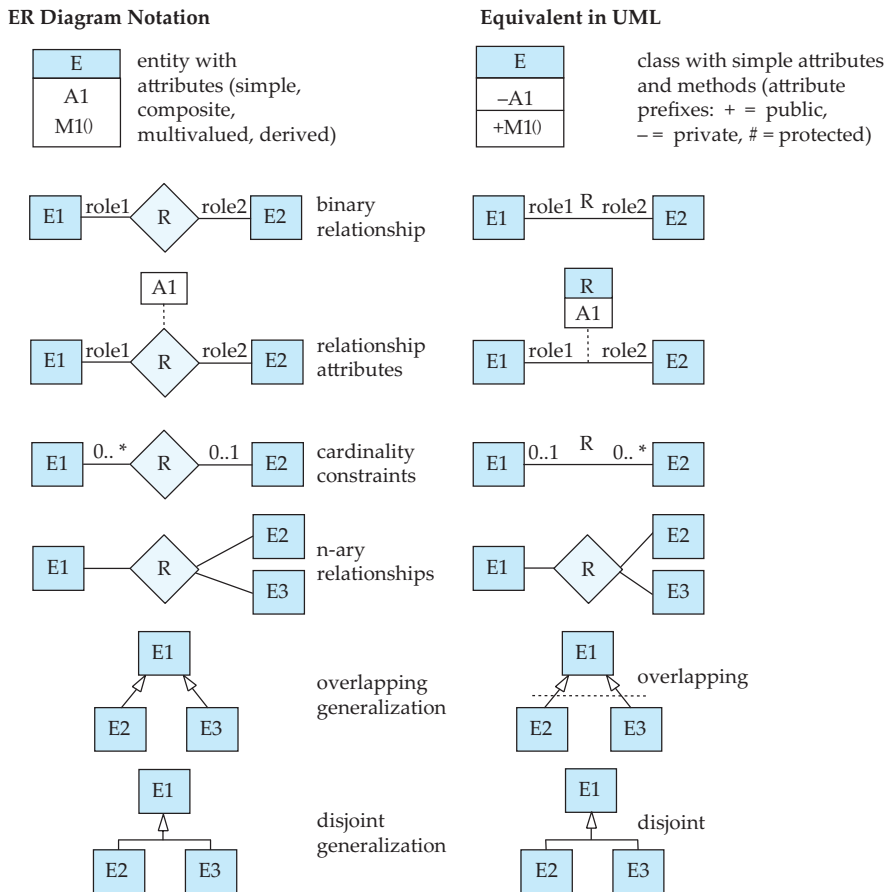 ER Diagram Notation
Equivalent in UML
E
A1
M1()
entity with
attributes (simple,
composite,
multivalued, derived)
E
–A1
+M1()
class with simple attributes
and methods (attribute
prefixes: + = public,
– = private, # = protected)
E1 role1 R role2 E2
binary
relationship
E1 role1 R role2 E2
A1
E1 role1 R role2 E2
relationship
attributes
R
A1
E1 role1 role2 E2
E1 0.. * R 0..1 E2
cardinality
constraints
E1 0..1 R 0.. * E2
E2
E1 R
E3
n-ary
relationships
E2
E1 R
E3
E1
E2 E3
overlapping
generalization
E1
overlapping
E2 E3
E1
E2 E3
disjoint
generalization
E1
disjoint
E2 E3